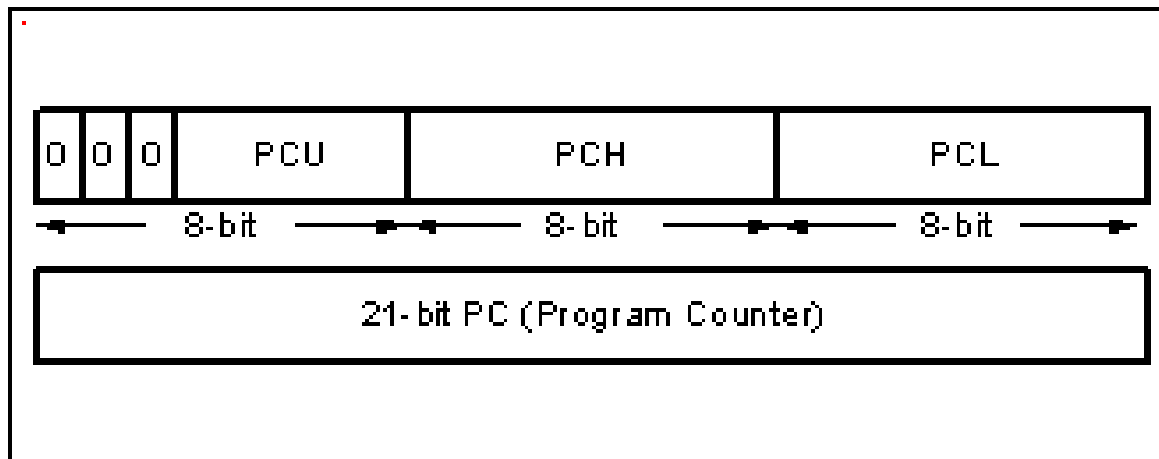 0 0 0 PCU PCH PCL
8-bit 8-bit 8-bit
21-bit PC (Program Counter)